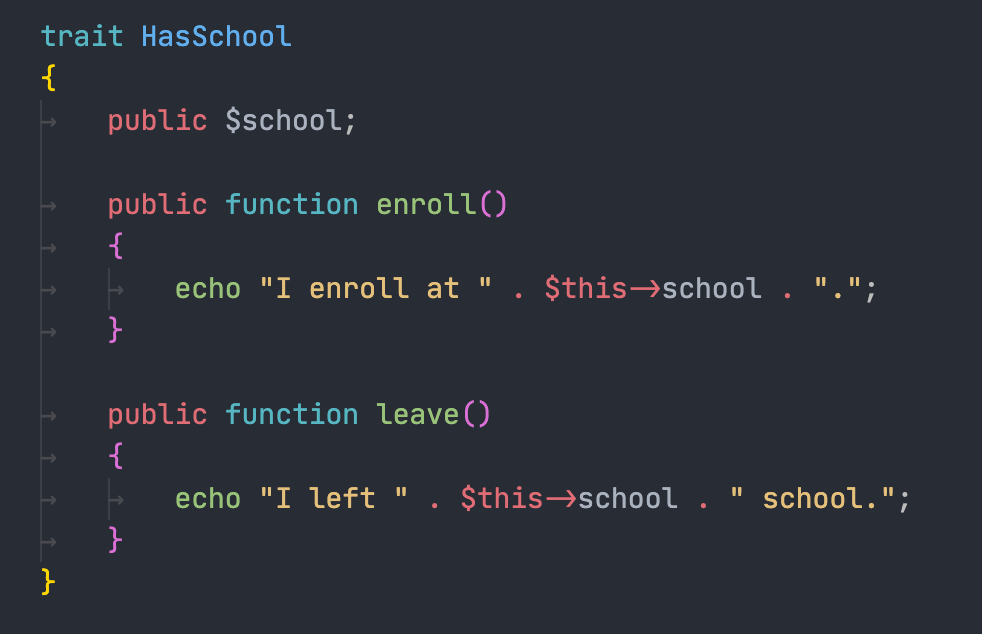 trait HasSchool
{
    public $school;

    public function enroll()
    {
        echo "I enroll at " . $this->school . ".";
    }

    public function leave()
    {
        echo "I left " . $this->school . " school.";
    }
}